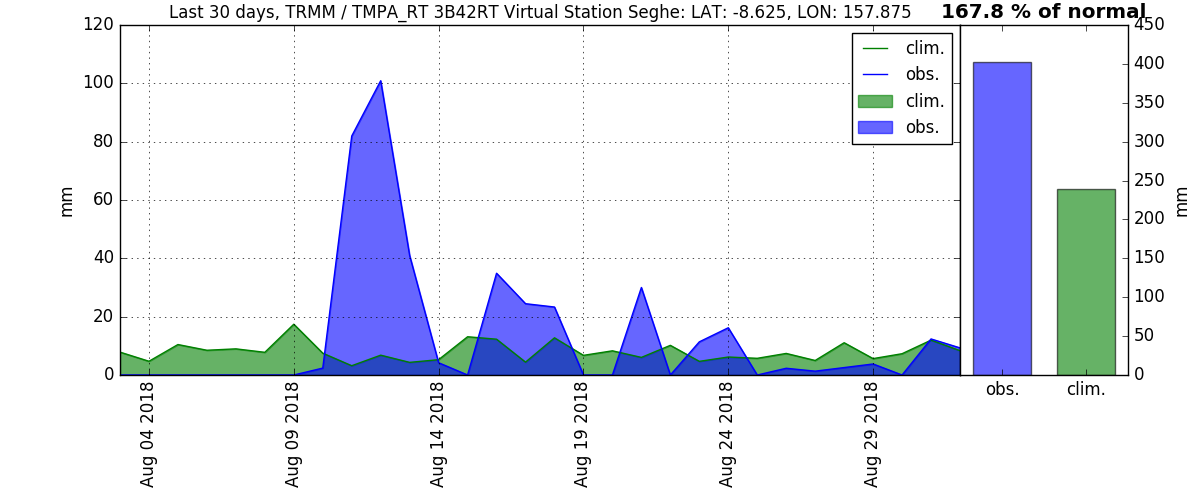 Last 30 days, TRMM / TMPA_RT 3B42RT Virtual Station Seghe: LAT: -8.625, LON: 157.875
167.8 % of normal
120
100
80
60
40
20
0
mm
clim.
obs.
clim.
obs.
Aug 04 2018
Aug 09 2018
Aug 14 2018
Aug 19 2018
Aug 24 2018
Aug 29 2018
450
400
350
300
250
200
150
100
50
0
mm
obs.
clim.